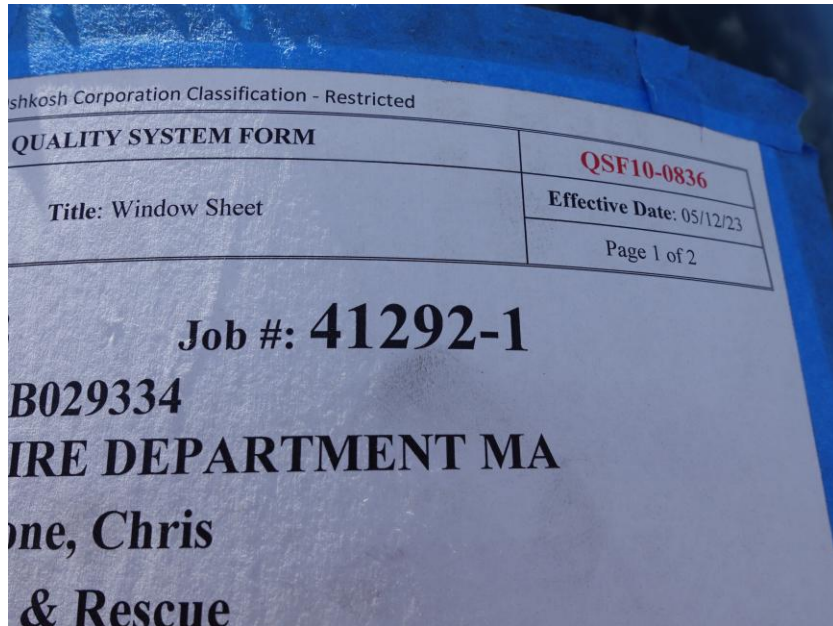 shkosh Corporation Classification - Restricted
QUALITY SYSTEM FORM
QSF10-0836
Title: Window Sheet
Effective Date: 05/12/23
Page 1 of 2
Job #: 41292-1
B029334
IRE DEPARTMENT MA
one, Chris
& Rescue